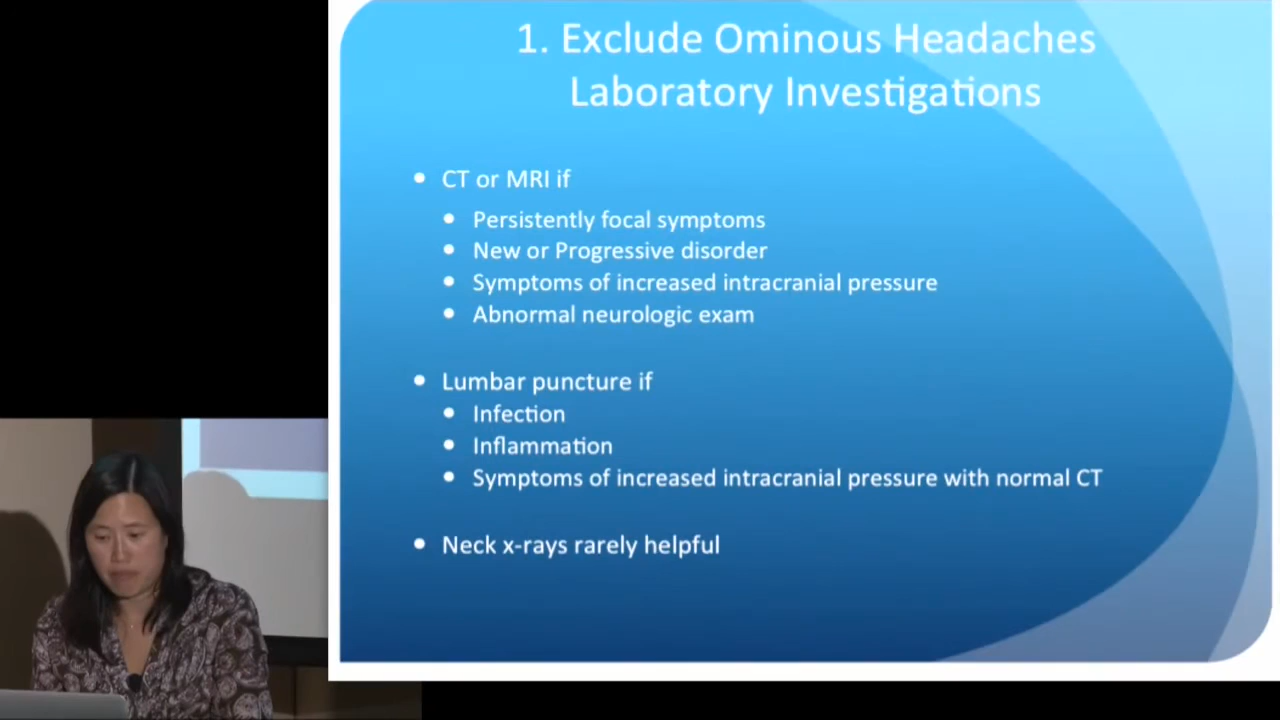 1. Exclude Ominous Headaches
Laboratory Investigations
• CT or MRI if
• Persistently focal symptoms
• New or Progressive disorder
• Symptoms of increased intracranial pressure
• Abnormal neurologic exam
• Lumbar puncture if
• Infection
• Inflammation
• Symptoms of increased intracranial pressure with normal CT
• Neck x-rays rarely helpful